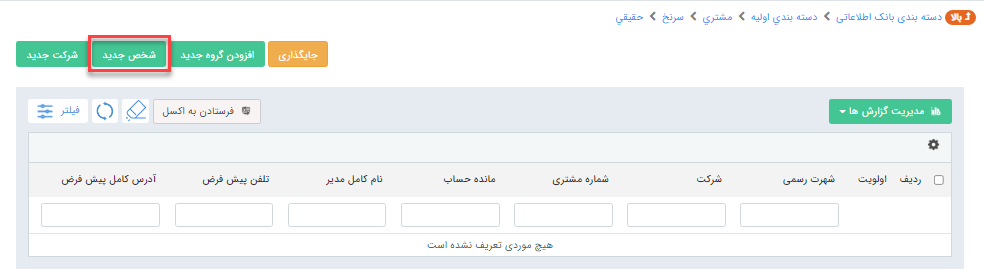 بالا دسته بندی بانک اطلاعاتی > دسته بندي اوليه > مشتري > سرنخ > حقيقي
جایگذاری افزودن گروه جدید شخص جدید شرکت جدید
مدیریت گزارش ها فرستادن به اکسل فیلتر
ردیف اولویت شهرت رسمی شرکت شماره مشتری مانده حساب نام کامل مدیر تلفن پیش فرض آدرس کامل پیش فرض
هیچ موردی تعریف نشده است